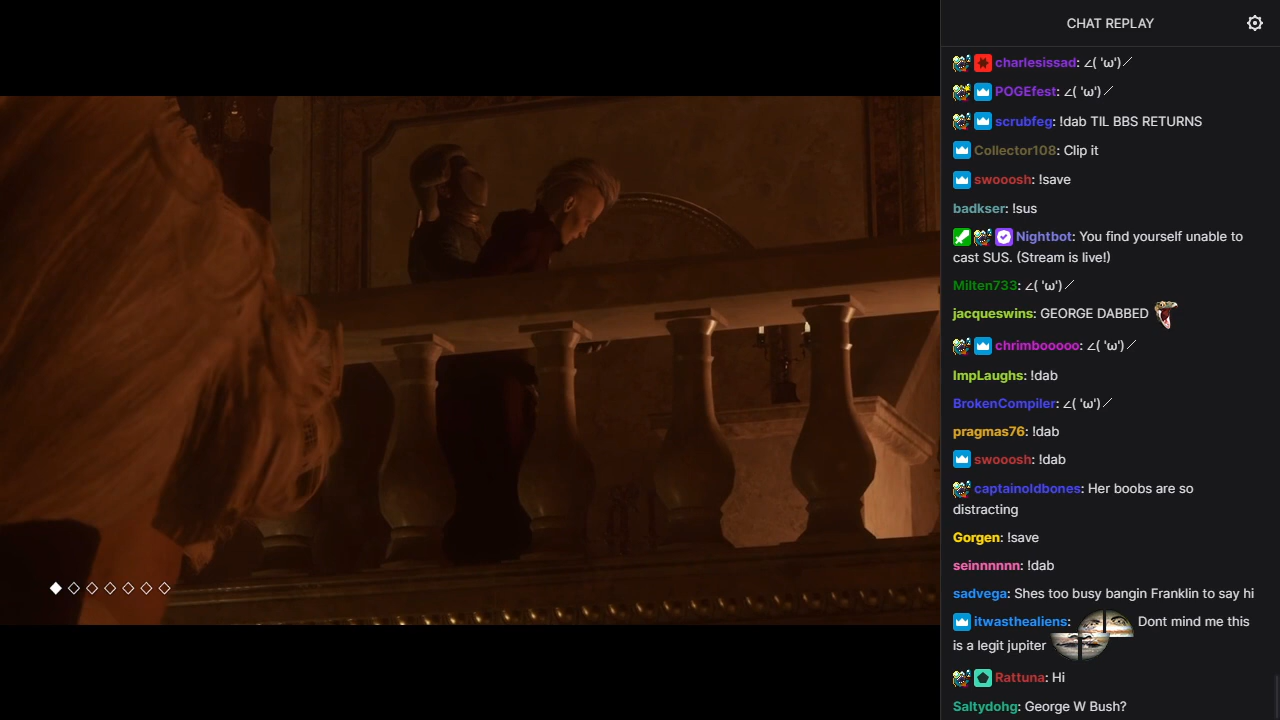 CHAT REPLAY
charlesissad: ∠( 'ω')／
POGEfest: ∠( 'ω')／
scrubfeg: !dab TIL BBS RETURNS
Collector108: Clip it
swooosh: !save
badkser: !sus
Nightbot: You find yourself unable to
cast SUS. (Stream is live!)
Milten733: ∠( 'ω')／
jacqueswins: GEORGE DABBED
chrimbooooo: ∠( 'ω')／
ImpLaughs: !dab
BrokenCompiler: ∠( 'ω')／
pragmas76: !dab
swooosh: !dab
captainoldbones: Her boobs are so
distracting
Gorgen: !save
seinnnnnn: !dab
sadvega: Shes too busy bangin Franklin to say hi
itwasthealiens: Dont mind me this
is a legit jupiter
Rattuna: Hi
Saltydohg: George W Bush?